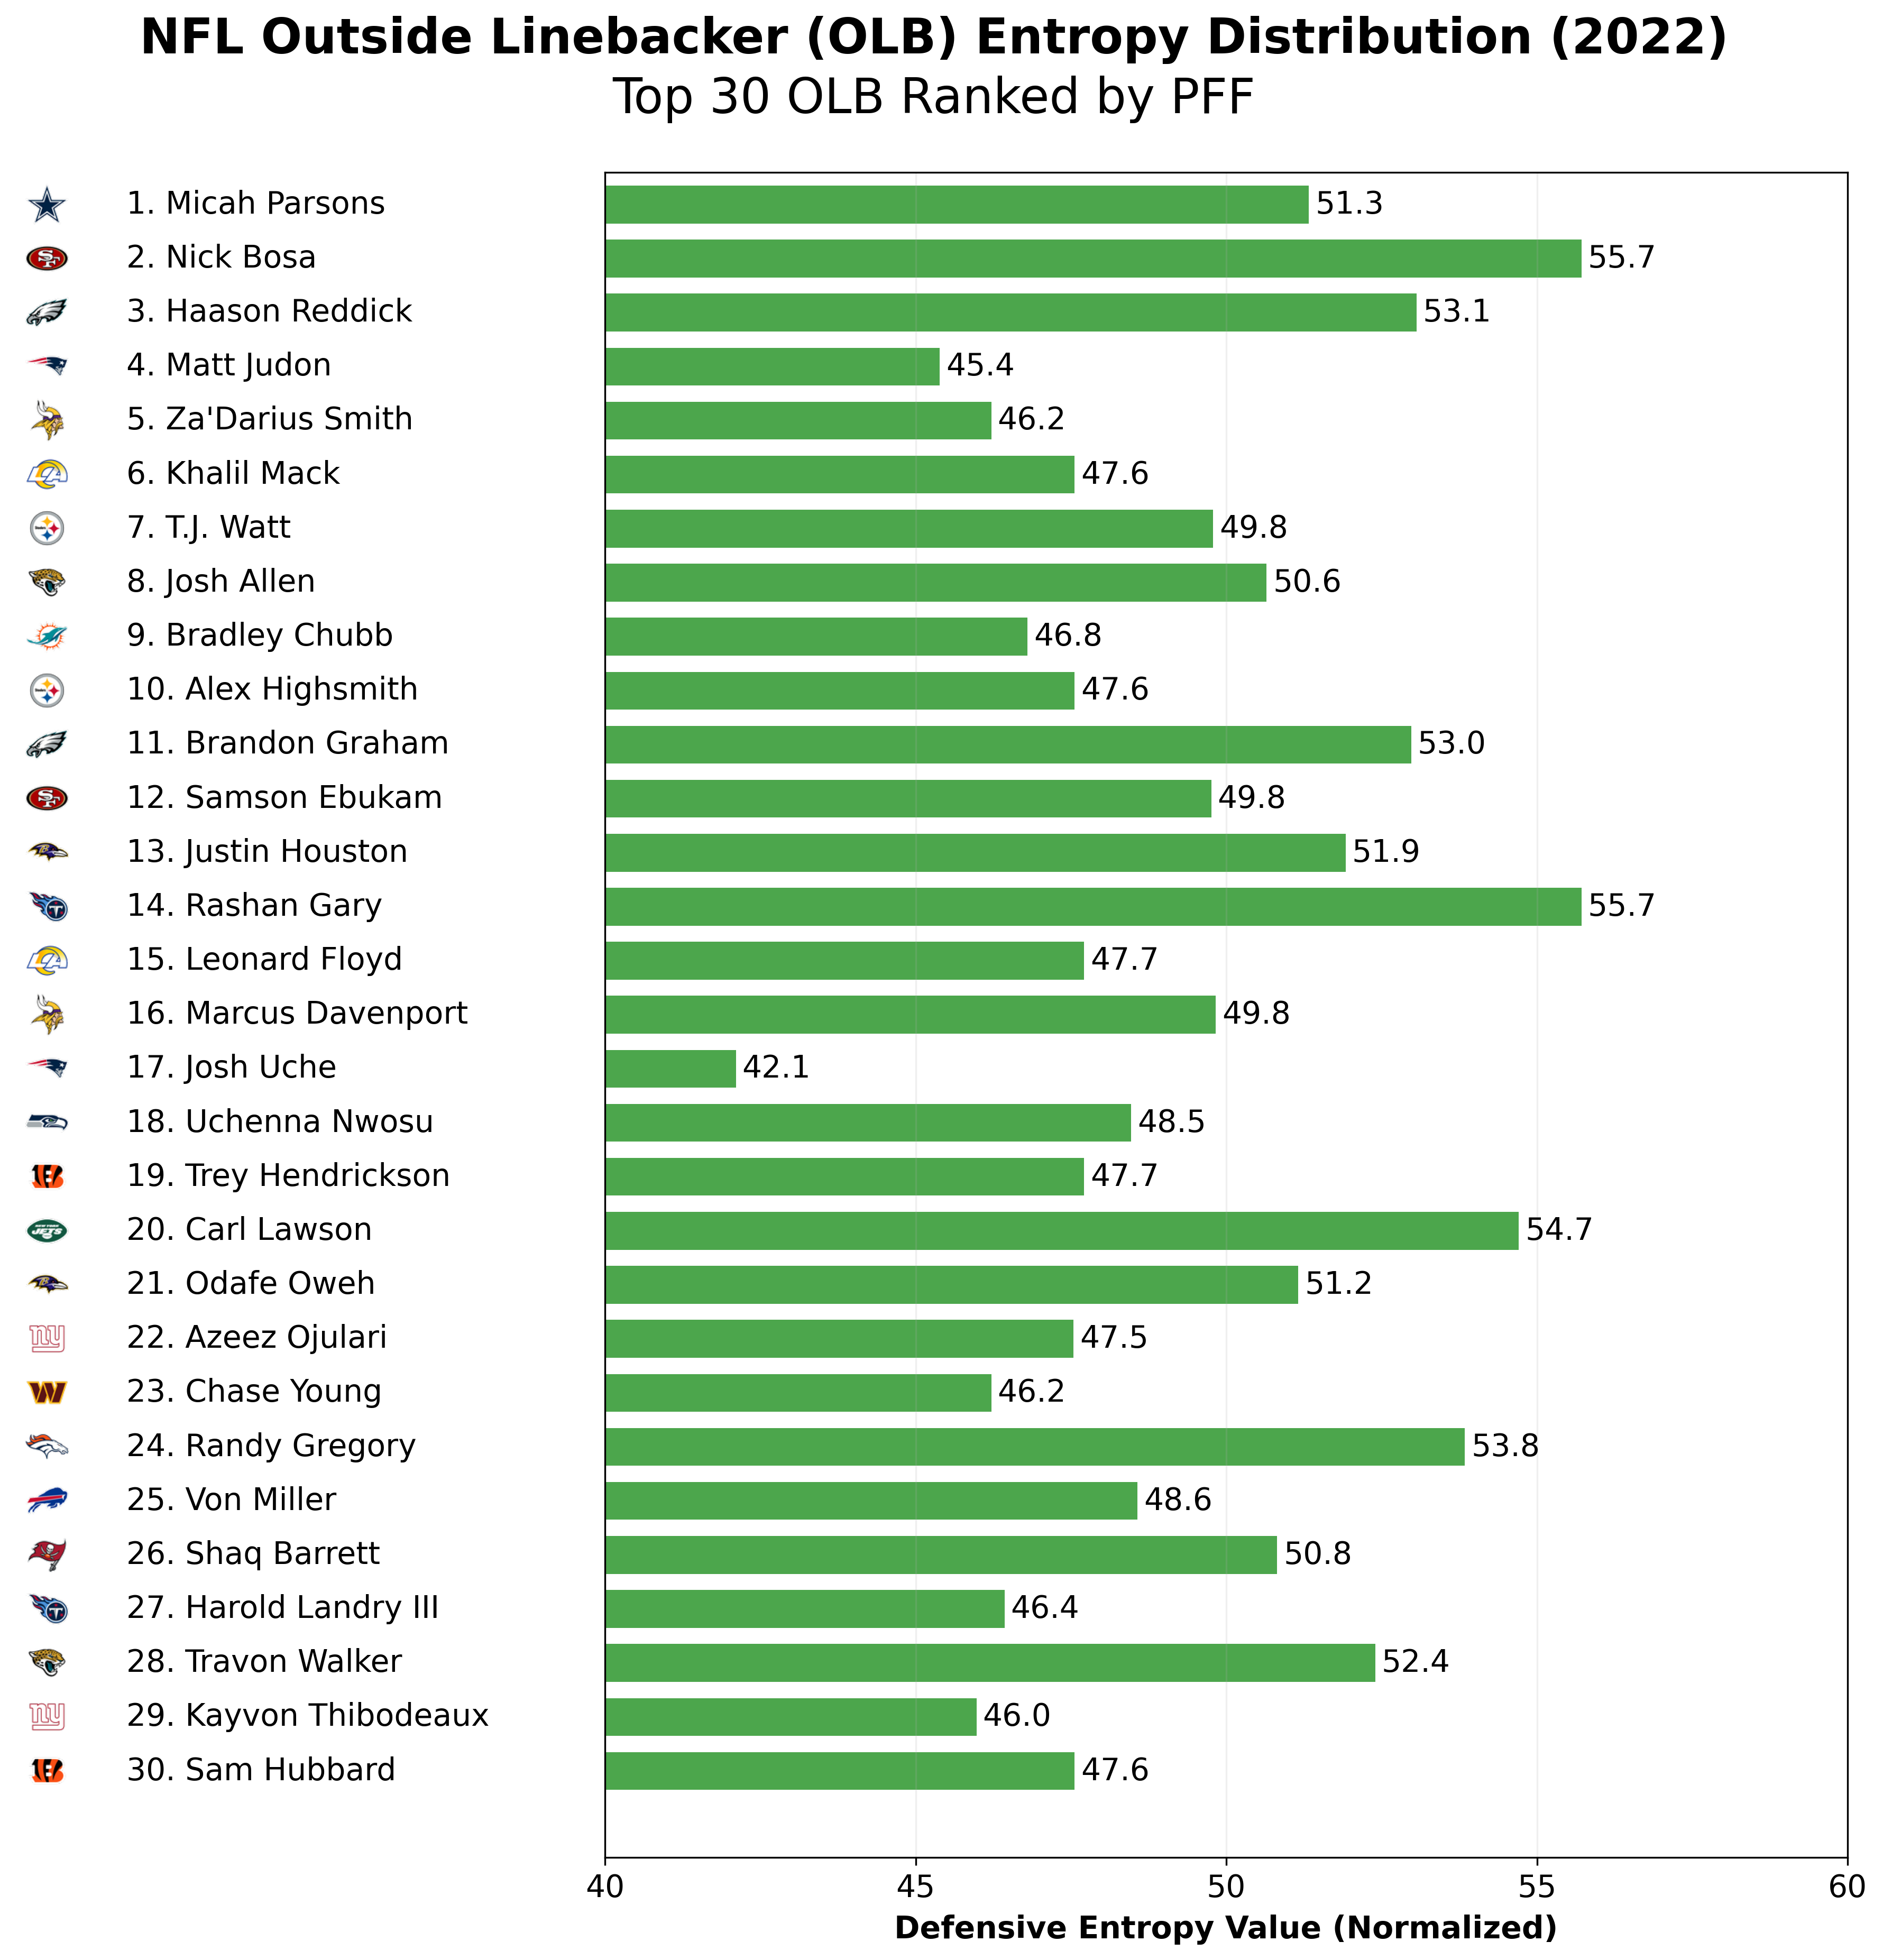 NFL Outside Linebacker (OLB) Entropy Distribution (2022)
Top 30 OLB Ranked by PFF
1. Micah Parsons 51.3
2. Nick Bosa 55.7
3. Haason Reddick 53.1
4. Matt Judon 45.4
5. Za'Darius Smith 46.2
6. Khalil Mack 47.6
7. T.J. Watt 49.8
8. Josh Allen 50.6
9. Bradley Chubb 46.8
10. Alex Highsmith 47.6
11. Brandon Graham 53.0
12. Samson Ebukam 49.8
13. Justin Houston 51.9
14. Rashan Gary 55.7
15. Leonard Floyd 47.7
16. Marcus Davenport 49.8
17. Josh Uche 42.1
18. Uchenna Nwosu 48.5
19. Trey Hendrickson 47.7
20. Carl Lawson 54.7
21. Odafe Oweh 51.2
22. Azeez Ojulari 47.5
23. Chase Young 46.2
24. Randy Gregory 53.8
25. Von Miller 48.6
26. Shaq Barrett 50.8
27. Harold Landry III 46.4
28. Travon Walker 52.4
29. Kayvon Thibodeaux 46.0
30. Sam Hubbard 47.6
40 45 50 55 60
Defensive Entropy Value (Normalized)